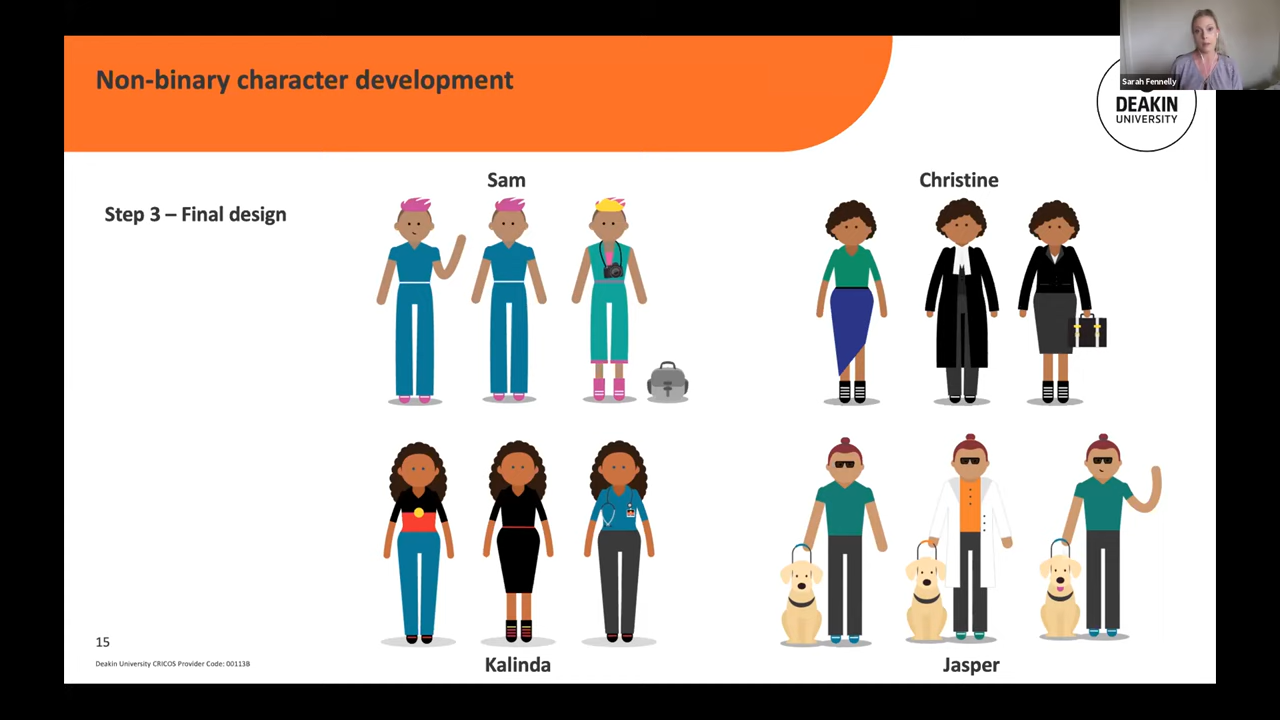 Non-binary character development
Sarah Fennelly
DEAKIN
UNIVERSITY
Step 3 – Final design
Sam
Christine
Kalinda
Jasper
15
Deakin University CRICOS Provider Code: 00113B